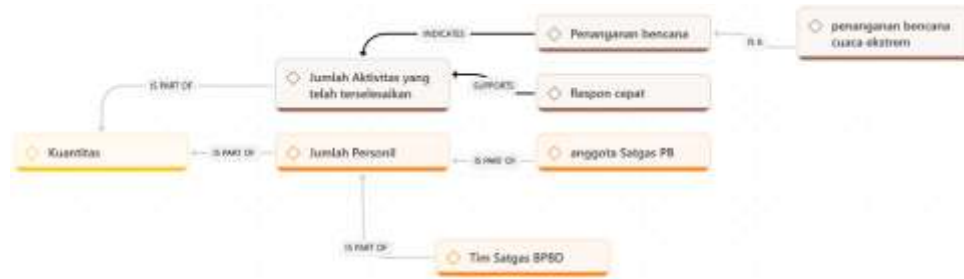 INDICATES
Penanganan bencana
IS A
penanganan bencana
cuaca ekstrem
IS PART OF
Jumlah Aktivitas yang
telah terselesaikan
SUPPORTS
Respon cepat
Kuantitas
IS PART OF
Jumlah Personil
IS PART OF
anggota Satgas PB
IS PART OF
Tim Satgas BPBD